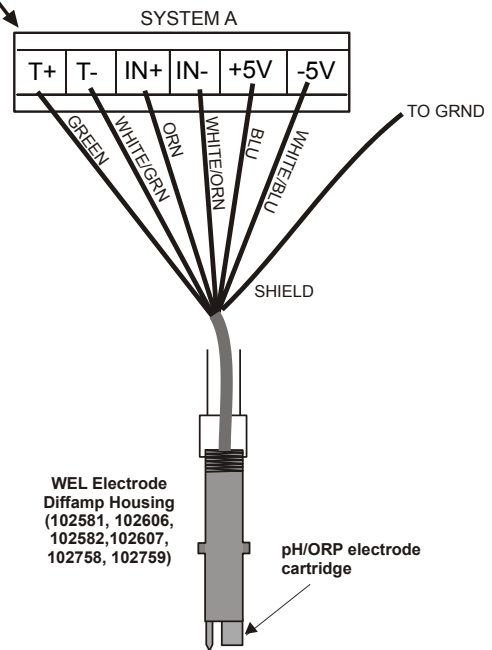 SYSTEM A
T+ T- IN+ IN- +5V -5V
TO GRND
GREEN
WHITE/GRN
ORN
WHITE/ORN
BLU
WHITE/BLU
SHIELD
WEL Electrode
Diffamp Housing
(102581, 102606,
102582,102607,
102758, 102759)
pH/ORP electrode
cartridge